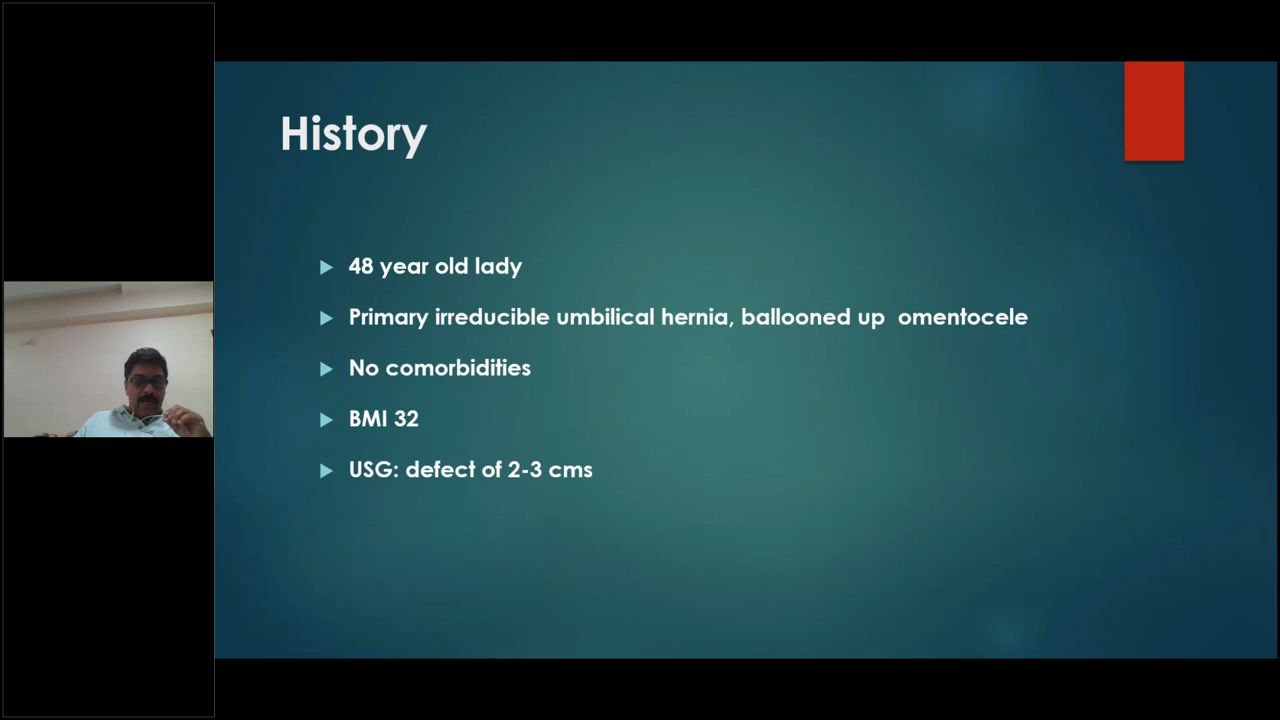 History
48 year old lady
Primary irreducible umbilical hernia, ballooned up  omentocele
No comorbidities
BMI 32
USG: defect of 2-3 cms